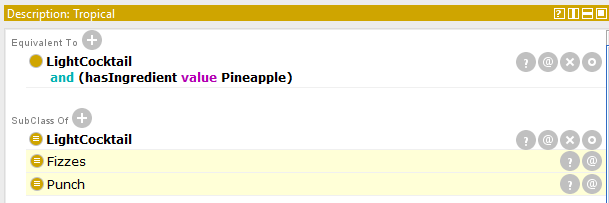 Description: Tropical
Equivalent To
LightCocktail
and (hasIngredient value Pineapple)
SubClass Of
LightCocktail
Fizzes
Punch